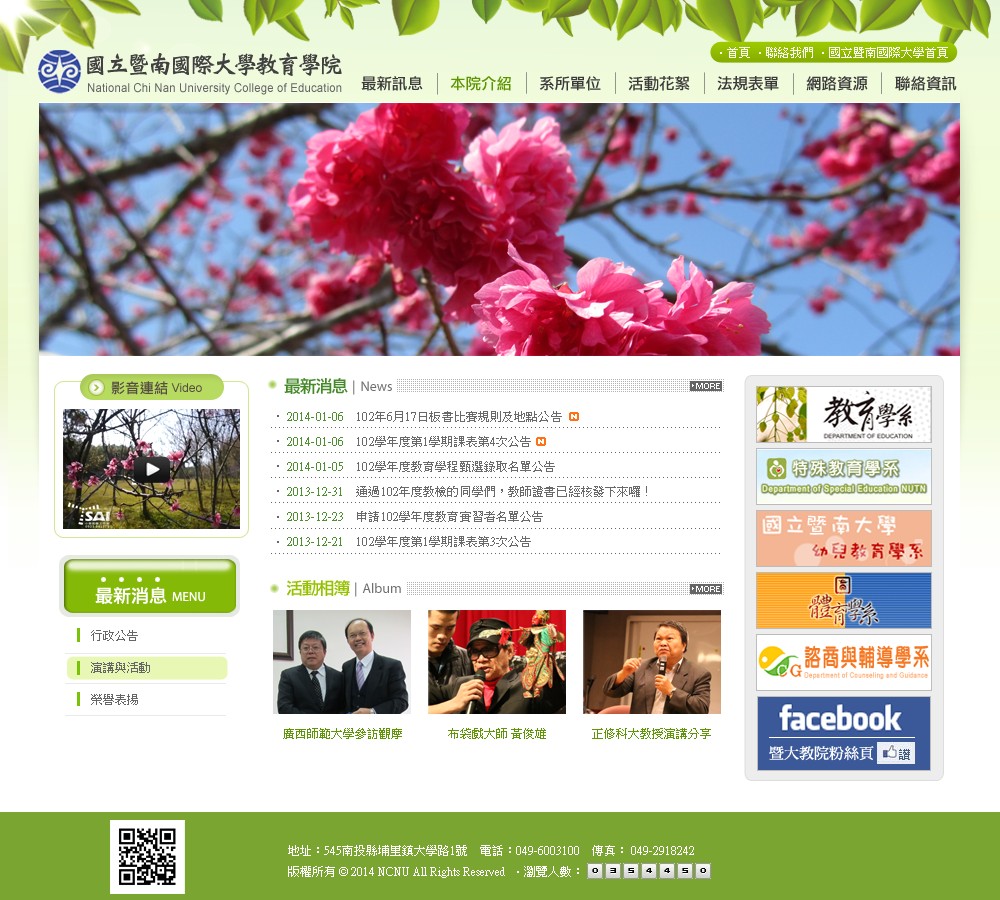 ・首頁 ・聯絡我們 ・國立暨南國際大學首頁
國立暨南國際大學教育學院
National Chi Nan University College of Education
最新訊息 本院介紹 系所單位 活動花絮 法規表單 網路資源 聯絡資訊
影音連結 Video
最新消息 | News
MORE
・ 2014-01-06 102年6月17日板書比賽規則及地點公告 N
・ 2014-01-06 102學年度第1學期課表第4次公告 N
・ 2014-01-05 102學年度教育學程甄選錄取名單公告
・ 2013-12-31 通過102年度教檢的同學們，教師證書已經核發下來囉！
・ 2013-12-23 申請102學年度教育實習者名單公告
・ 2013-12-21 102學年度第1學期課表第3次公告
SAI
最新消息 MENU
行政公告
演講與活動
榮譽表揚
活動相簿 | Album
MORE
廣西師範大學參訪觀摩
布袋戲大師 黃俊雄
正修科大教授演講分享
教育學系
DEPARTMENT OF EDUCATION
特殊教育學系
Department of Special Education NUTN
國立暨南大學
幼兒教育學系
體育學系
諮商與輔導學系
Department of Counseling and Guidance
facebook
暨大教院粉絲頁 讚
地址：545南投縣埔里鎮大學路1號 電話：049-6003100 傳真： 049-2918242
版權所有 © 2014 NCNU All Rights Reserved ・瀏覽人數： 0 3 5 4 4 5 0